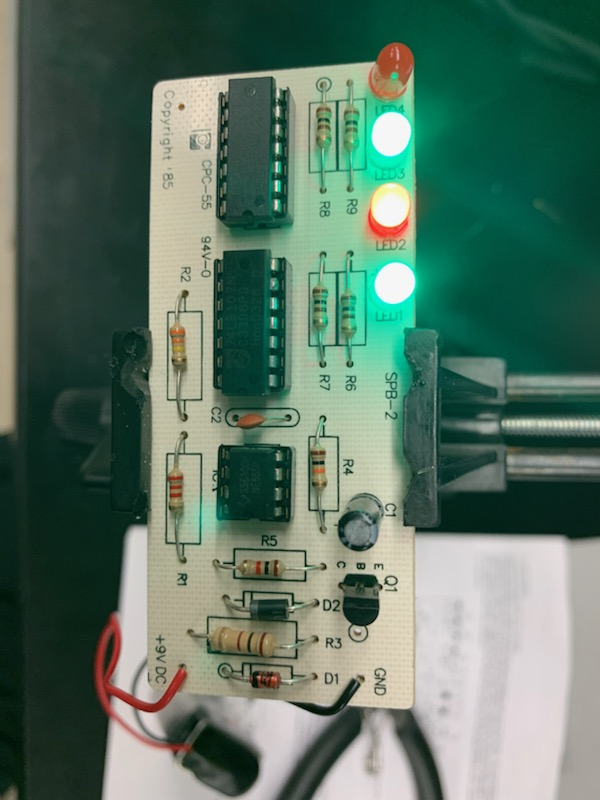 Copyright '85
CPC-55
94V-0
LED4
LED3
LED2
LED1
R8
R9
R2
R7
R6
SPB-2
C2
R4
C1
R1
R5
C B E
Q1
D2
R3
+9V DC
D1
GND